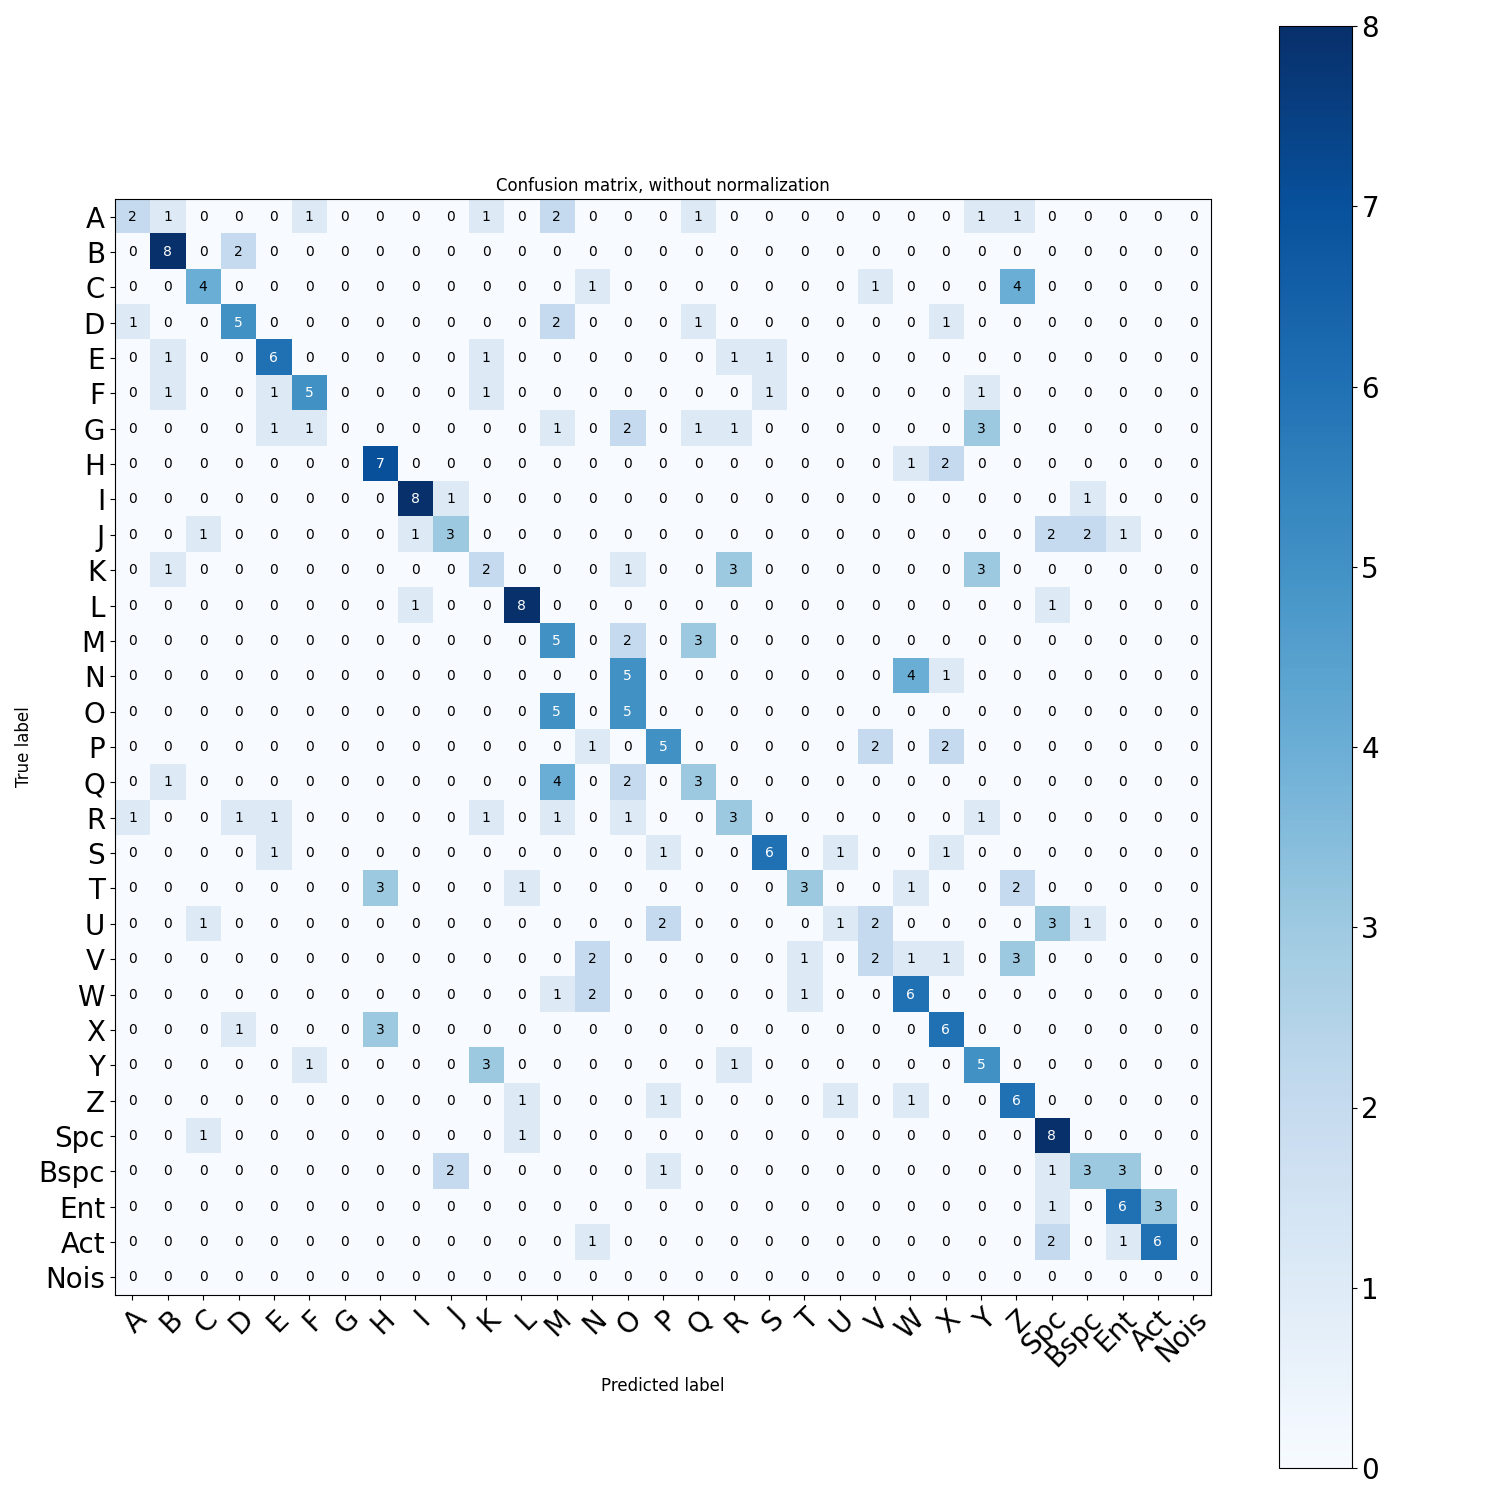 Confusion matrix, without normalization
A 2 1 0 0 0 1 0 0 0 0 1 0 2 0 0 0 1 0 0 0 0 0 0 0 1 1 0 0 0 0 0
B 0 8 0 2 0 0 0 0 0 0 0 0 0 0 0 0 0 0 0 0 0 0 0 0 0 0 0 0 0 0 0
C 0 0 4 0 0 0 0 0 0 0 0 0 0 1 0 0 0 0 0 0 0 1 0 0 0 4 0 0 0 0 0
D 1 0 0 5 0 0 0 0 0 0 0 0 2 0 0 0 1 0 0 0 0 0 0 1 0 0 0 0 0 0 0
E 0 1 0 0 6 0 0 0 0 0 1 0 0 0 0 0 0 1 1 0 0 0 0 0 0 0 0 0 0 0 0
F 0 1 0 0 1 5 0 0 0 0 1 0 0 0 0 0 0 0 1 0 0 0 0 0 1 0 0 0 0 0 0
G 0 0 0 0 1 1 0 0 0 0 0 0 1 0 2 0 1 1 0 0 0 0 0 0 3 0 0 0 0 0 0
H 0 0 0 0 0 0 0 7 0 0 0 0 0 0 0 0 0 0 0 0 0 0 1 2 0 0 0 0 0 0 0
I 0 0 0 0 0 0 0 0 8 1 0 0 0 0 0 0 0 0 0 0 0 0 0 0 0 0 0 1 0 0 0
J 0 0 1 0 0 0 0 0 1 3 0 0 0 0 0 0 0 0 0 0 0 0 0 0 0 0 2 2 1 0 0
K 0 1 0 0 0 0 0 0 0 0 2 0 0 0 1 0 0 3 0 0 0 0 0 0 3 0 0 0 0 0 0
L 0 0 0 0 0 0 0 0 1 0 0 8 0 0 0 0 0 0 0 0 0 0 0 0 0 0 1 0 0 0 0
M 0 0 0 0 0 0 0 0 0 0 0 0 5 0 2 0 3 0 0 0 0 0 0 0 0 0 0 0 0 0 0
N 0 0 0 0 0 0 0 0 0 0 0 0 0 0 5 0 0 0 0 0 0 0 4 1 0 0 0 0 0 0 0
O 0 0 0 0 0 0 0 0 0 0 0 0 5 0 5 0 0 0 0 0 0 0 0 0 0 0 0 0 0 0 0
P 0 0 0 0 0 0 0 0 0 0 0 0 0 1 0 5 0 0 0 0 0 2 0 2 0 0 0 0 0 0 0
Q 0 1 0 0 0 0 0 0 0 0 0 0 4 0 2 0 3 0 0 0 0 0 0 0 0 0 0 0 0 0 0
R 1 0 0 1 1 0 0 0 0 0 1 0 1 0 1 0 0 3 0 0 0 0 0 0 1 0 0 0 0 0 0
S 0 0 0 0 1 0 0 0 0 0 0 0 0 0 0 1 0 0 6 0 1 0 0 1 0 0 0 0 0 0 0
T 0 0 0 0 0 0 0 3 0 0 0 1 0 0 0 0 0 0 0 3 0 0 1 0 0 2 0 0 0 0 0
U 0 0 1 0 0 0 0 0 0 0 0 0 0 0 0 2 0 0 0 0 1 2 0 0 0 0 3 1 0 0 0
V 0 0 0 0 0 0 0 0 0 0 0 0 0 2 0 0 0 0 0 1 0 2 1 1 0 3 0 0 0 0 0
W 0 0 0 0 0 0 0 0 0 0 0 0 1 2 0 0 0 0 0 1 0 0 6 0 0 0 0 0 0 0 0
X 0 0 0 1 0 0 0 3 0 0 0 0 0 0 0 0 0 0 0 0 0 0 0 6 0 0 0 0 0 0 0
Y 0 0 0 0 0 1 0 0 0 0 3 0 0 0 0 0 0 1 0 0 0 0 0 0 5 0 0 0 0 0 0
Z 0 0 0 0 0 0 0 0 0 0 0 1 0 0 0 1 0 0 0 0 1 0 1 0 0 6 0 0 0 0 0
Spc 0 0 1 0 0 0 0 0 0 0 0 1 0 0 0 0 0 0 0 0 0 0 0 0 0 0 8 0 0 0 0
Bspc 0 0 0 0 0 0 0 0 0 2 0 0 0 0 0 1 0 0 0 0 0 0 0 0 0 0 1 3 3 0 0
Ent 0 0 0 0 0 0 0 0 0 0 0 0 0 0 0 0 0 0 0 0 0 0 0 0 0 0 1 0 6 3 0
Act 0 0 0 0 0 0 0 0 0 0 0 0 0 1 0 0 0 0 0 0 0 0 0 0 0 0 2 0 1 6 0
Nois 0 0 0 0 0 0 0 0 0 0 0 0 0 0 0 0 0 0 0 0 0 0 0 0 0 0 0 0 0 0 0
A B C D E F G H I J K L M N O P Q R S T U V W X Y Z Spc Bspc Ent Act Nois
Predicted label
True label
8
7
6
5
4
3
2
1
0